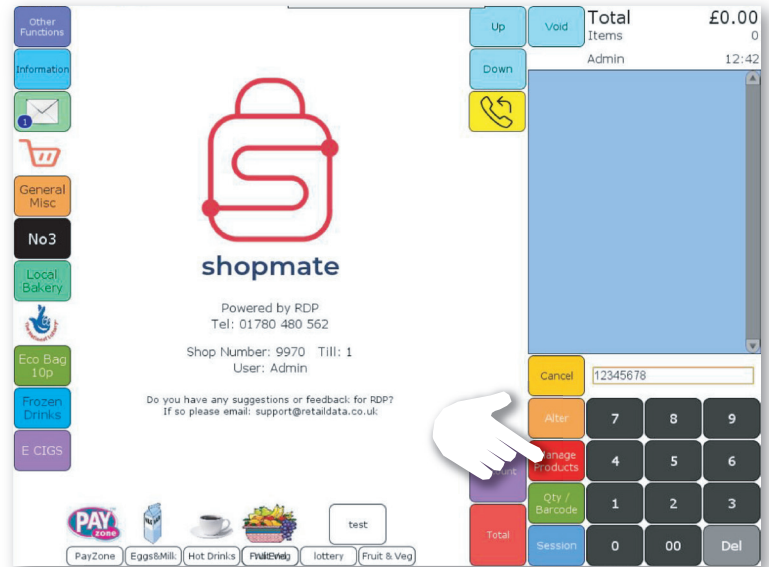 Other
Functions
Information
1
General
Misc
No3
Local
Bakery
Eco Bag
10p
Frozen
Drinks
E CIGS
shopmate
Powered by RDP
Tel: 01780 480 562
Shop Number: 9970 Till: 1
User: Admin
Do you have any suggestions or feedback for RDP?
If so please email: support@retaildata.co.uk
PAY
zone
test
PayZone
Eggs&Milk
Hot Drinks
lottery
Fruit & Veg
Up
Down
Total
Void
Total £0.00
Items 0
Admin 12:42
Cancel
12345678
Alter
7 8 9
Manage
Products
4 5 6
Qty /
Barcode
1 2 3
Session
0 00 Del